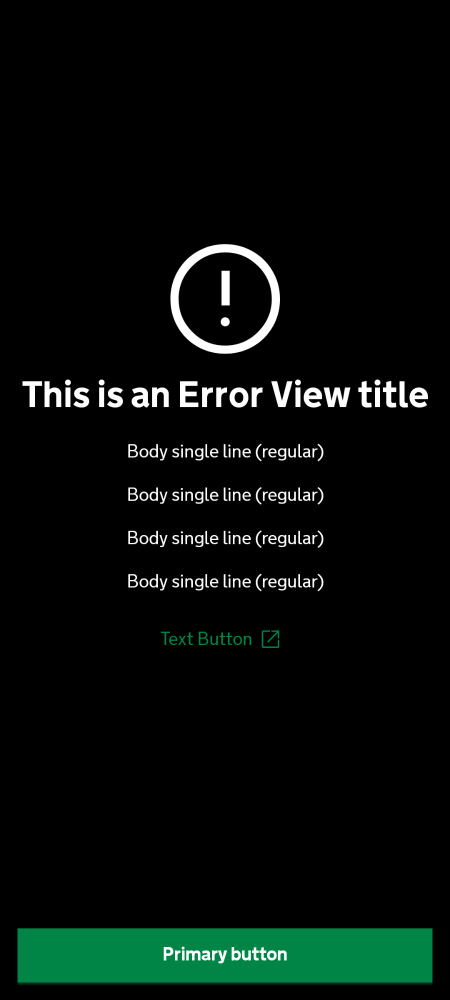 This is an Error View title
Body single line (regular)
Body single line (regular)
Body single line (regular)
Body single line (regular)
Text Button
Primary button